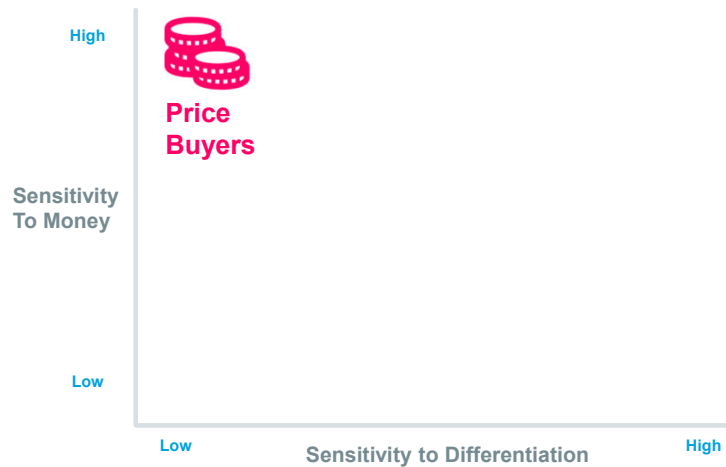 High
Price
Buyers
Sensitivity
To Money
Low
Low
Sensitivity to Differentiation
High